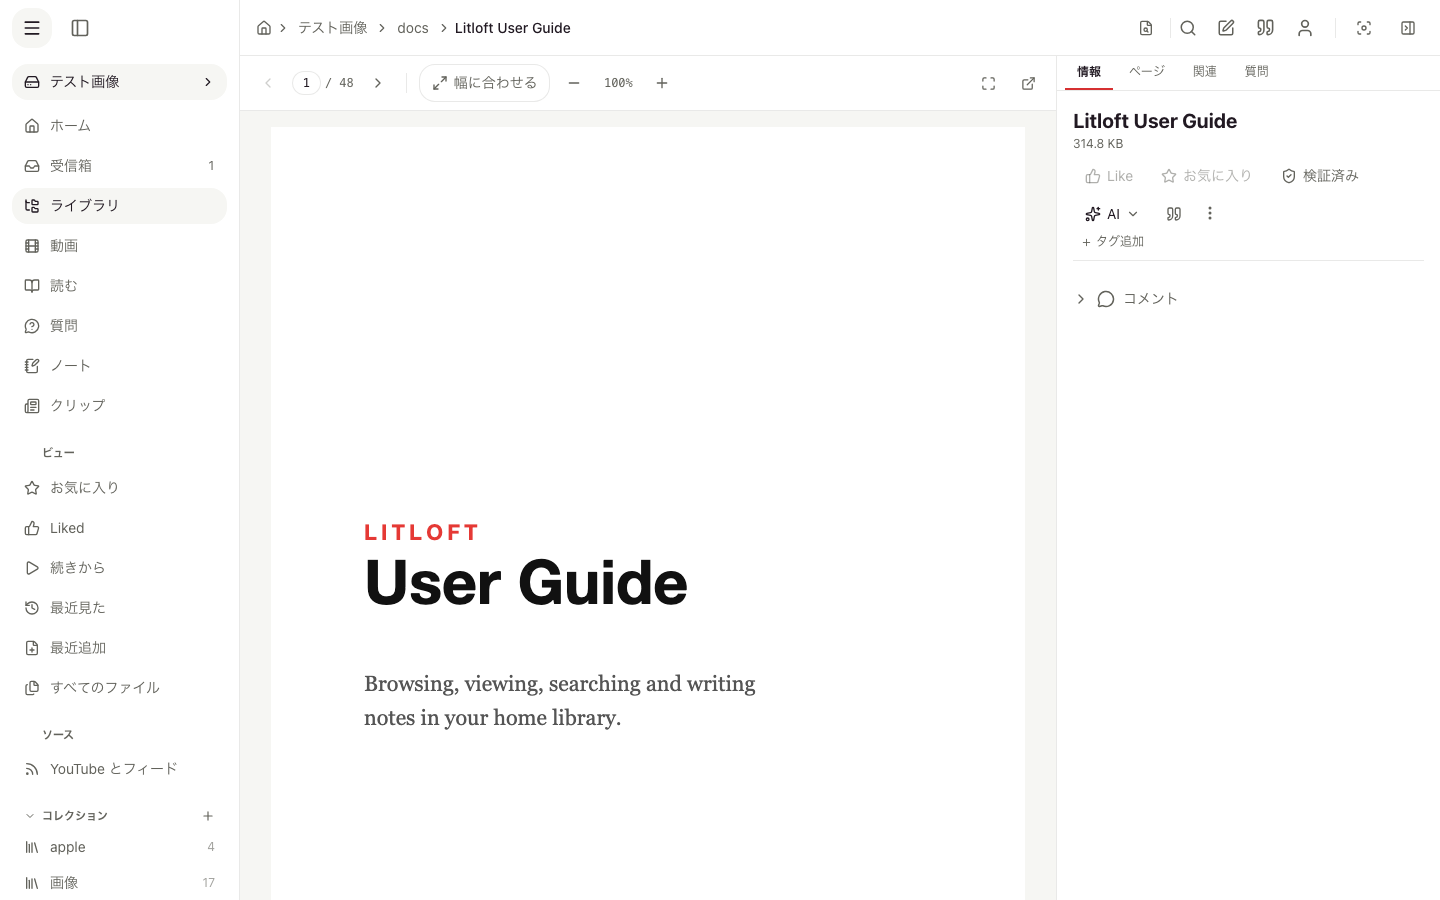 テスト画像
ホーム
受信箱 1
ライブラリ
動画
読む
質問
ノート
クリップ
ビュー
お気に入り
Liked
続きから
最近見た
最近追加
すべてのファイル
ソース
YouTube とフィード
コレクション
apple 4
画像 17
テスト画像 docs Litloft User Guide
1 / 48 幅に合わせる 100%
LITLOFT
User Guide
Browsing, viewing, searching and writing
notes in your home library.
情報 ページ 関連 質問
Litloft User Guide
314.8 KB
Like お気に入り 検証済み
AI
+ タグ追加
コメント